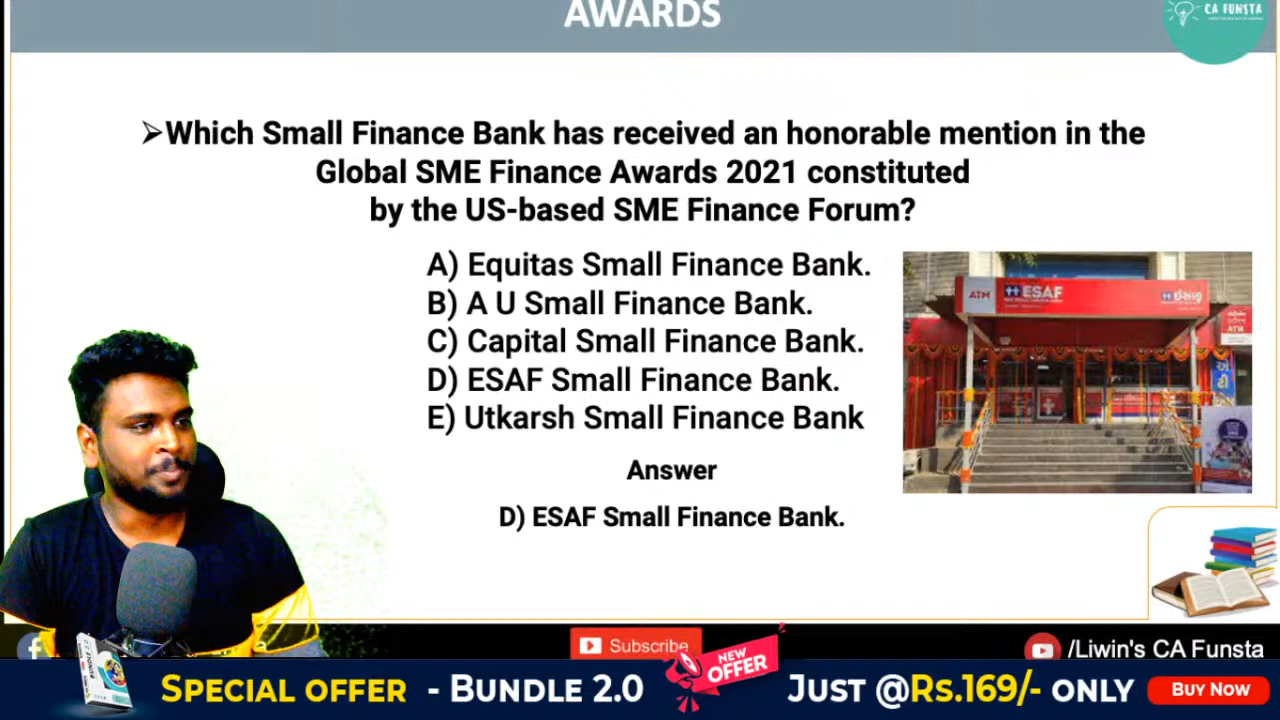 AWARDS
CA FUNSTA
➢Which Small Finance Bank has received an honorable mention in the
Global SME Finance Awards 2021 constituted
by the US-based SME Finance Forum?
A) Equitas Small Finance Bank.
B) A U Small Finance Bank.
C) Capital Small Finance Bank.
D) ESAF Small Finance Bank.
E) Utkarsh Small Finance Bank
ATM
ESAF
ATM
Answer
D) ESAF Small Finance Bank.
Subscribe
/Liwin's CA Funsta
SPECIAL OFFER - BUNDLE 2.0
NEW
OFFER
JUST @Rs.169/- ONLY
BUY NOW